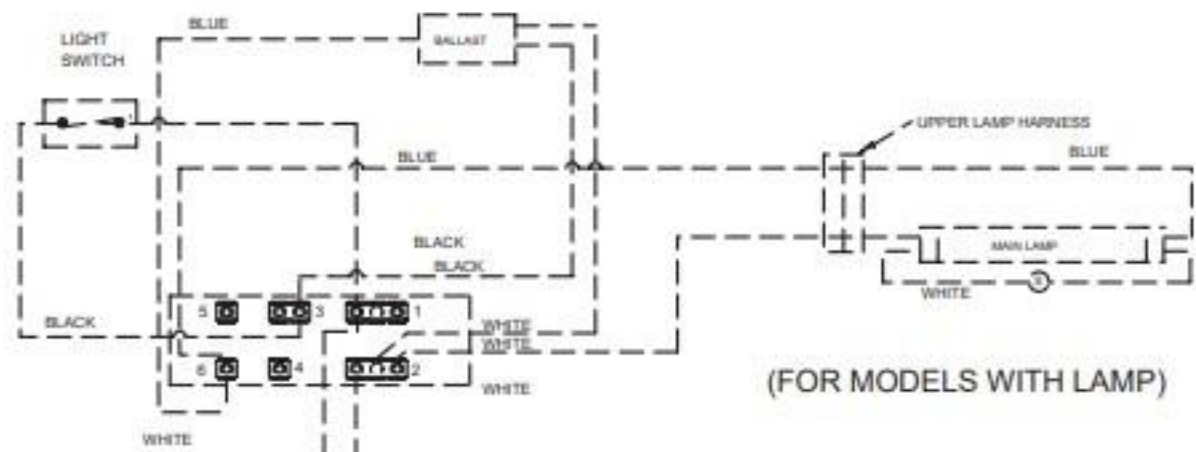 BLUE
LIGHT
SWITCH
BALLAST
UPPER LAMP HARNESS
BLUE
BLUE
BLACK
MAIN LAMP
BLACK
WHITE
S
5
3
1
BLACK
WHITE
WHITE
6
4
2
WHITE
(FOR MODELS WITH LAMP)
WHITE